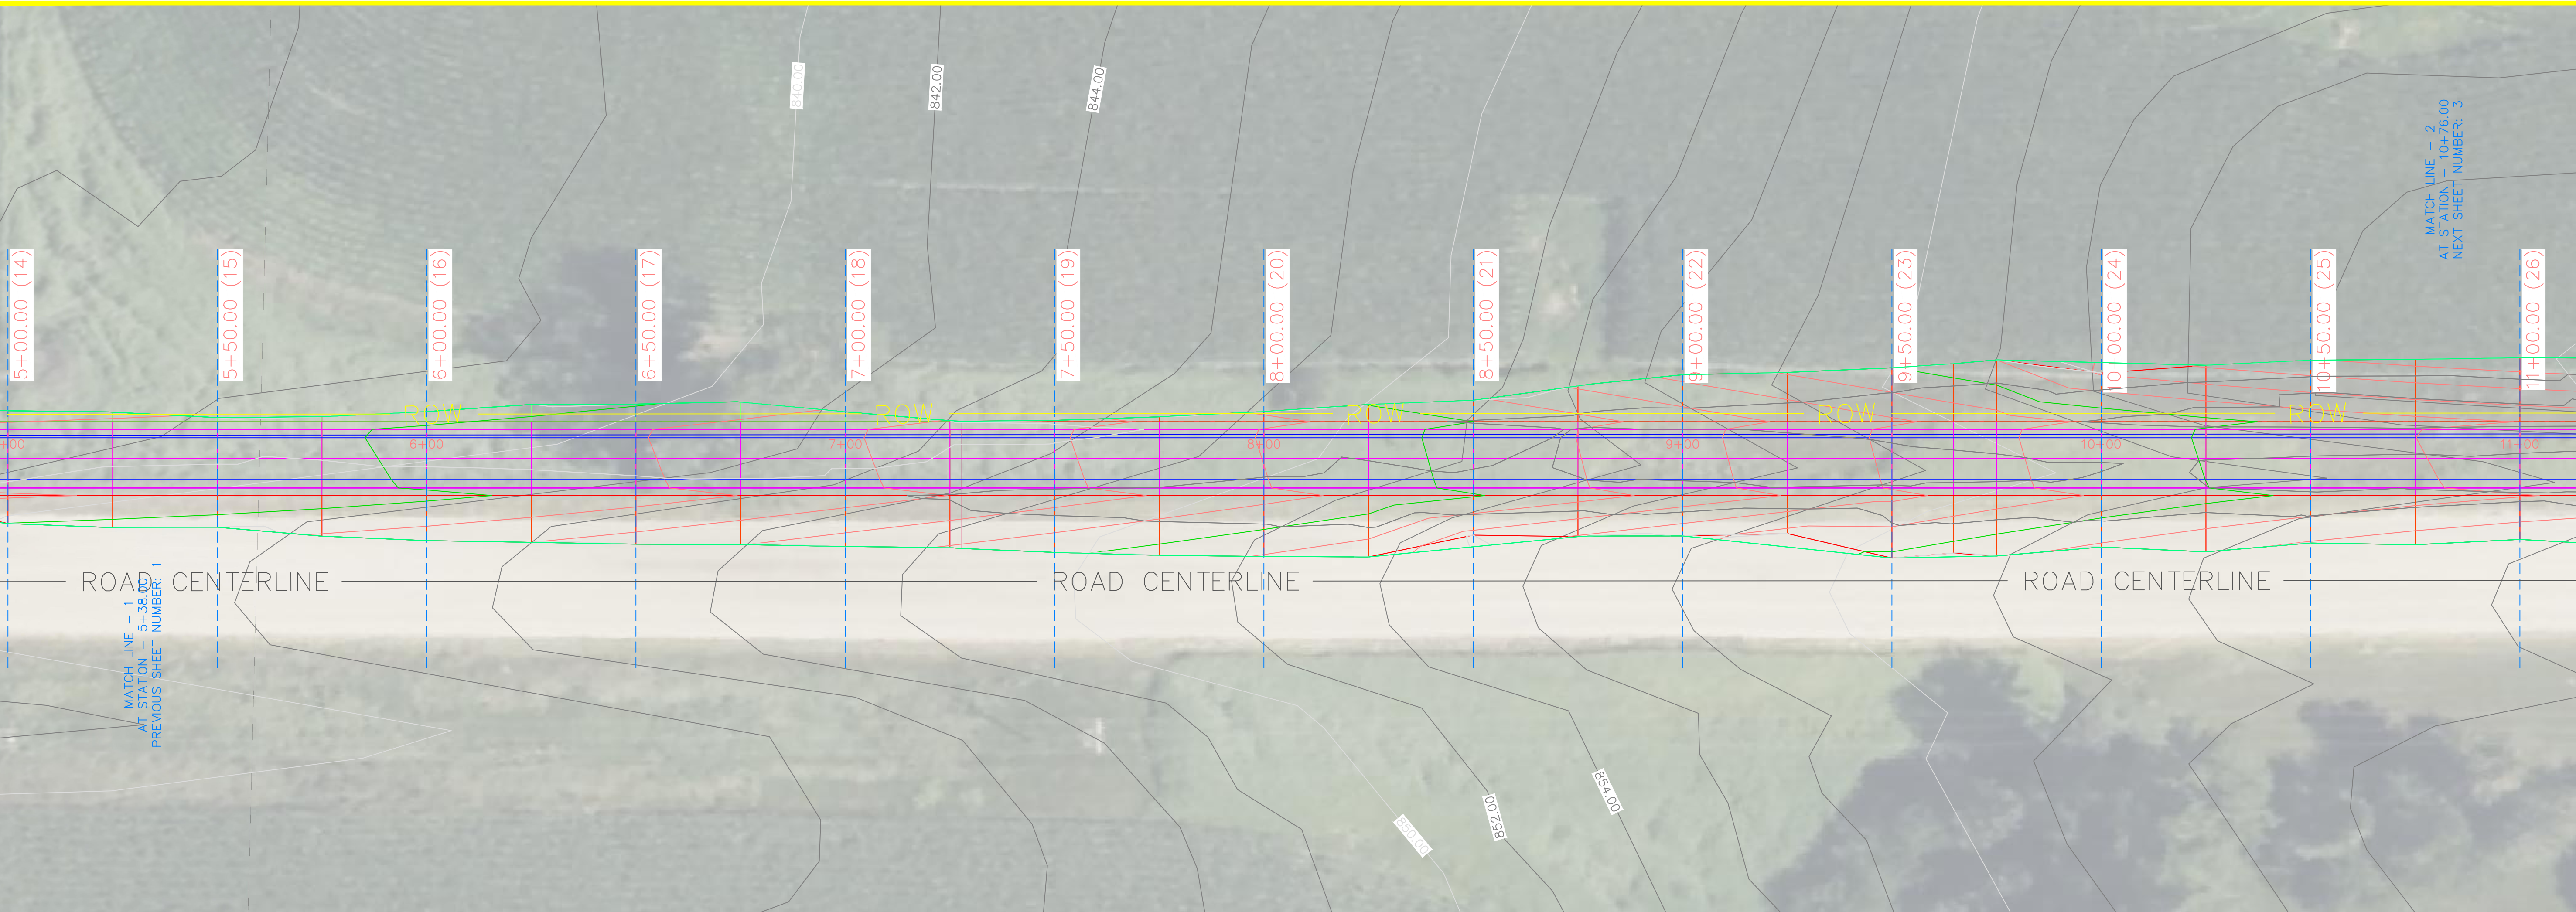 840.00
842.00
844.00
MATCH LINE - 2
AT STATION - 10+76.00
NEXT SHEET NUMBER: 3
5+00.00 (14)
5+50.00 (15)
6+00.00 (16)
6+50.00 (17)
7+00.00 (18)
7+50.00 (19)
8+00.00 (20)
8+50.00 (21)
9+00.00 (22)
9+50.00 (23)
10+00.00 (24)
10+50.00 (25)
11+00.00 (26)
ROW
ROW
ROW
ROW
ROW
+00
6+00
7+00
8+00
9+00
10+00
11+00
ROAD CENTERLINE
ROAD CENTERLINE
ROAD CENTERLINE
MATCH LINE - 1
AT STATION - 5+38.00
PREVIOUS SHEET NUMBER: 1
850.00
852.00
854.00